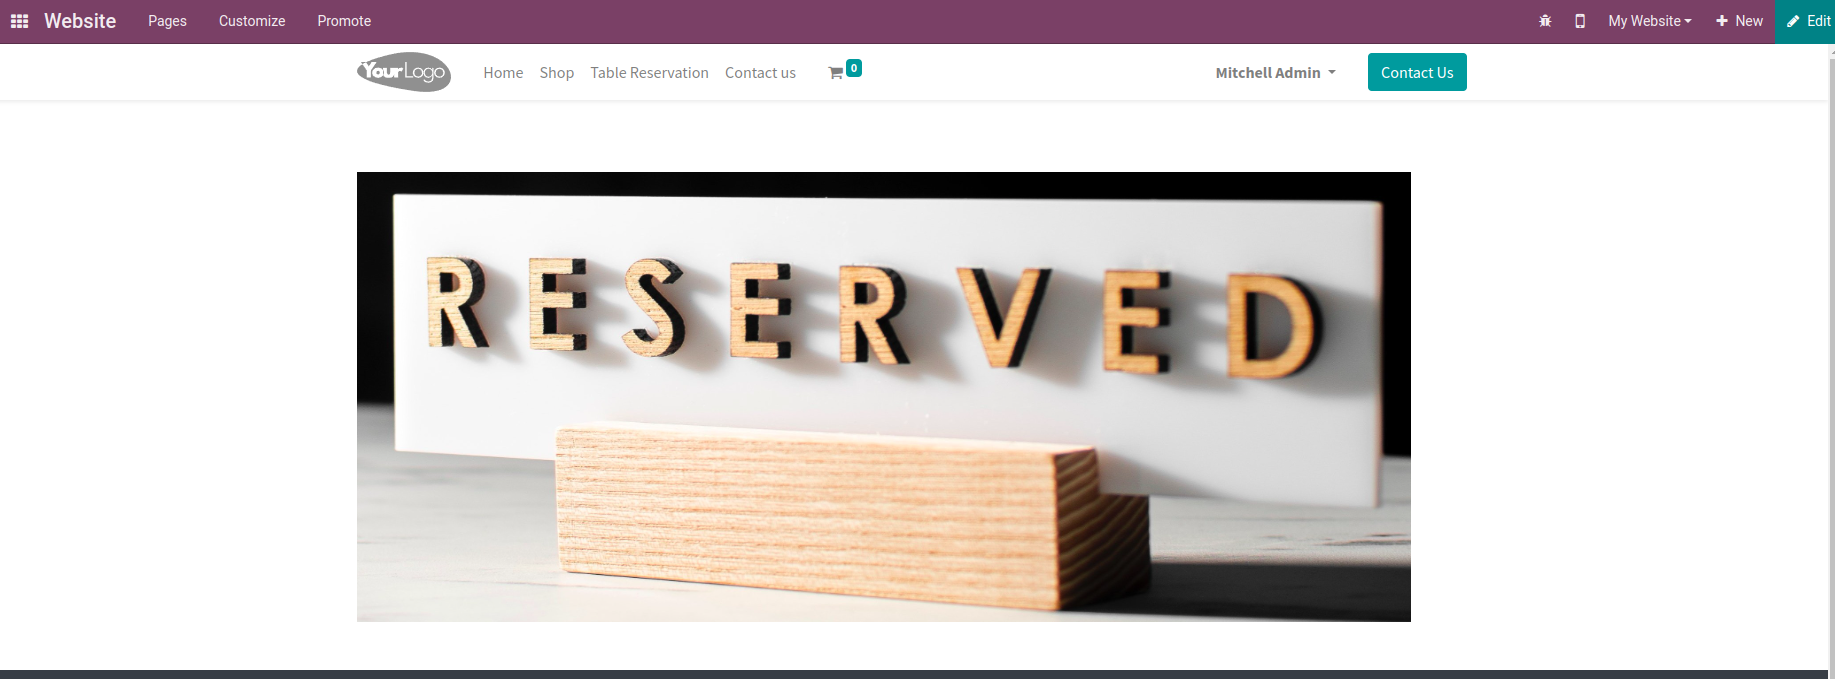 Website Pages Customize Promote My Website New Edit
YourLogo Home Shop Table Reservation Contact us 0 Mitchell Admin Contact Us
RESERVED